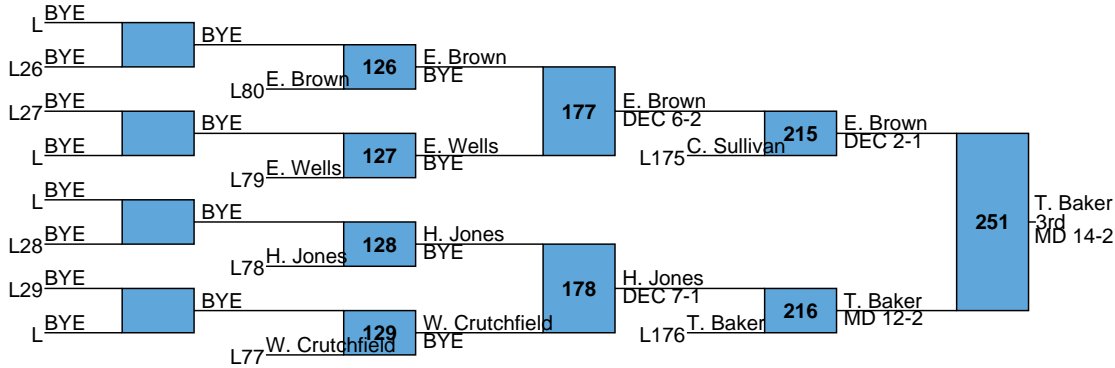 L BYE
BYE
L26 BYE
L80 E. Brown
126
E. Brown
BYE
L27 BYE
BYE
L BYE
L79 E. Wells
127
E. Wells
BYE
177
E. Brown
DEC 6-2
L175 C. Sullivan
215
E. Brown
DEC 2-1
L BYE
BYE
L28 BYE
L78 H. Jones
128
H. Jones
BYE
L29 BYE
BYE
L BYE
L77 W. Crutchfield
129
W. Crutchfield
BYE
178
H. Jones
DEC 7-1
L176 T. Baker
216
T. Baker
MD 12-2
251
T. Baker
3rd
MD 14-2